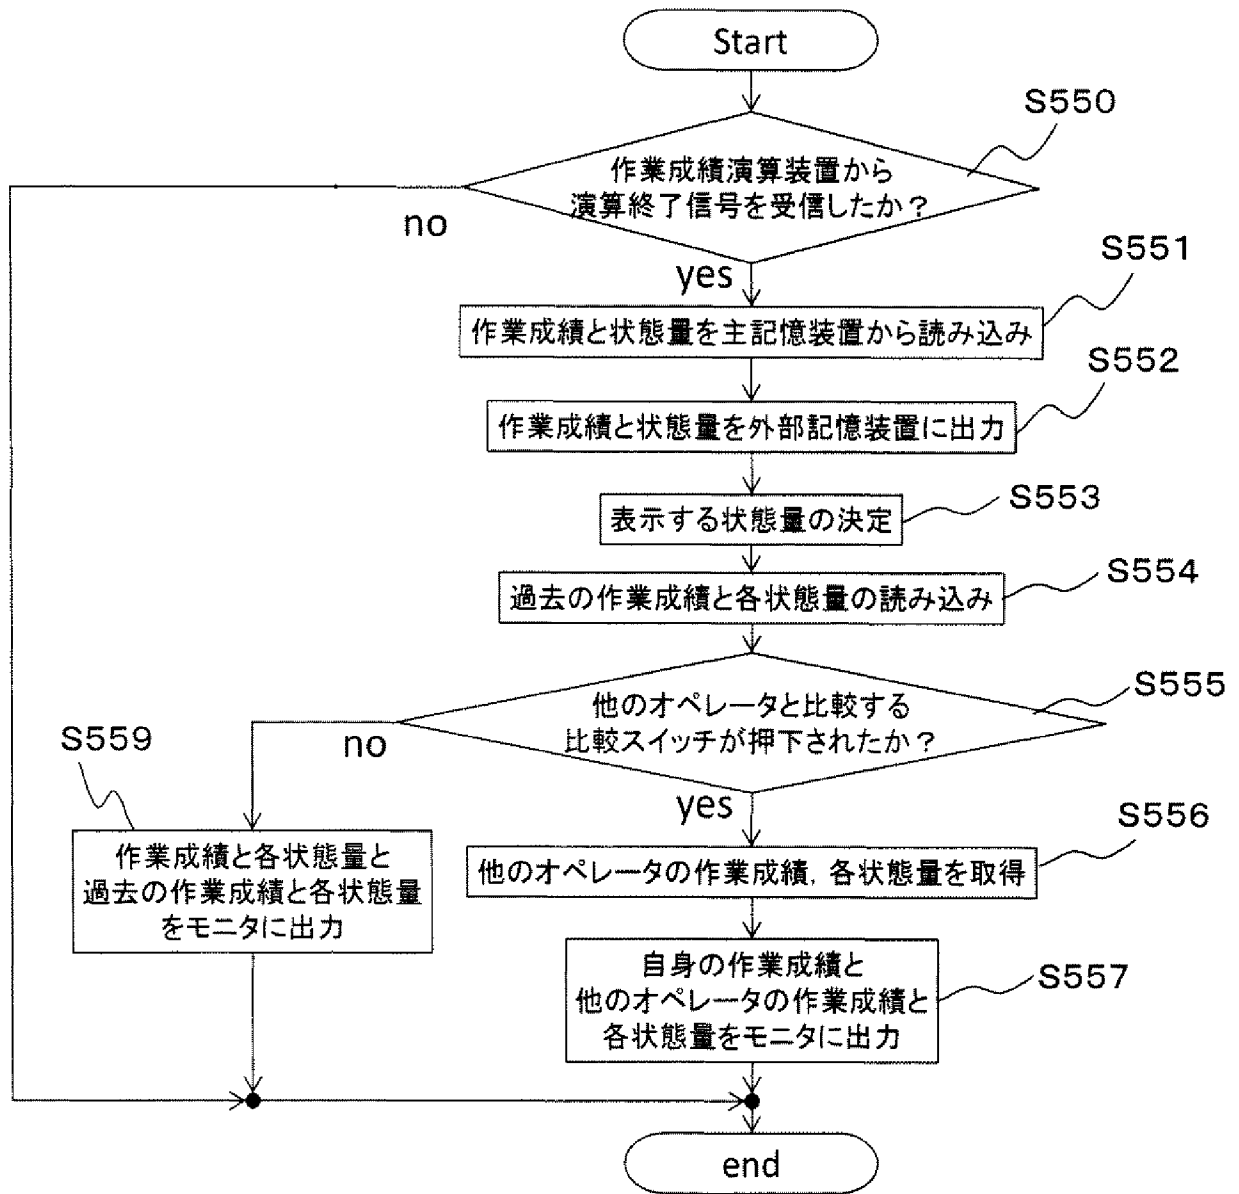 Start
S550
作業成績演算装置から
演算終了信号を受信したか？
no
yes
S551
作業成績と状態量を主記憶装置から読み込み
S552
作業成績と状態量を外部記憶装置に出力
S553
表示する状態量の決定
S554
過去の作業成績と各状態量の読み込み
S555
他のオペレータと比較する
比較スイッチが押下されたか？
no
yes
S559
作業成績と各状態量と
過去の作業成績と各状態量
をモニタに出力
S556
他のオペレータの作業成績，各状態量を取得
S557
自身の作業成績と
他のオペレータの作業成績と
各状態量をモニタに出力
end